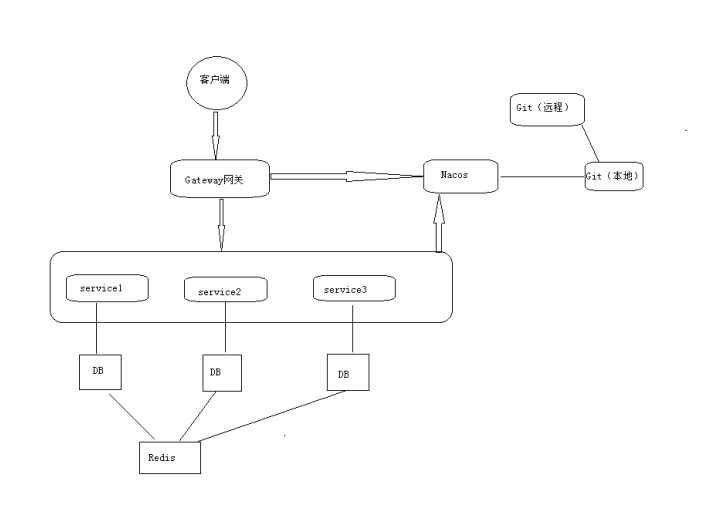 客户端
Git（远程）
Gateway网关
Nacos
Git（本地）
service1
service2
service3
DB
DB
DB
Redis